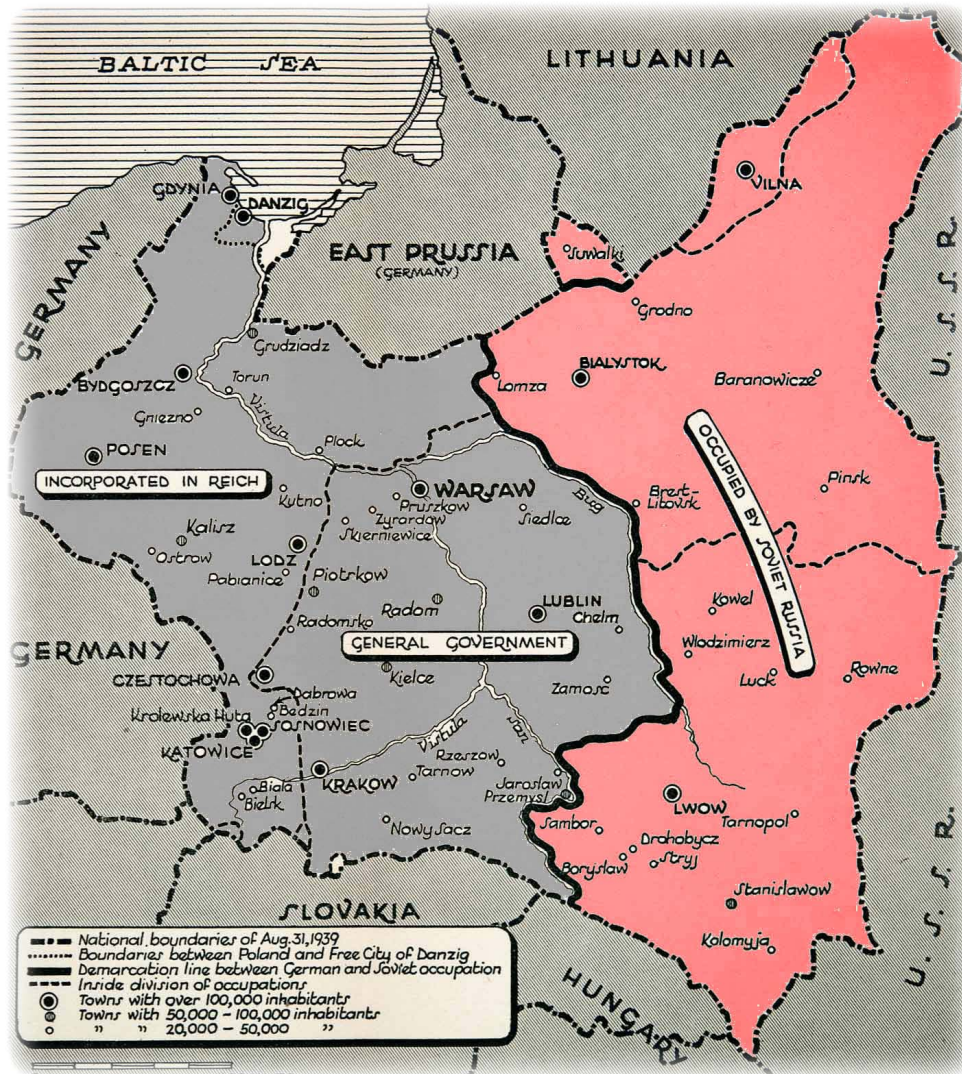 BALTIC SEA
LITHUANIA
GDYNIA
DANZIG
VILNA
EAST PRUSSIA
(GERMANY)
Suwalki
GERMANY
U. S. S. R.
Grodno
Grudziadz
BYDGOSZCZ
Torun
Lomza
BIALYSTOK
Baranowicze
Gniezno
Vistula
Plock
POSEN
INCORPORATED IN REICH
OCCUPIED BY SOVIET RUSSIA
Kutno
WARSAW
Pruszkow
Zyrardow
Skierniewice
Siedlce
Bug
Brest-
Litovsk
Pinsk
Kalisz
Ostrow
LODZ
Pabianice
Piotrkow
Radom
LUBLIN
Chelm
Kowel
Radomsko
GENERAL GOVERNMENT
Wlodzimierz
GERMANY
Kielce
Zamosc
Luck
Rowne
CZESTOCHOWA
Dabrowa
Bedzin
Krolewska Huta
SOSNOWIEC
KATOWICE
Vistula
San
Rzeszow
KRAKOW
Tarnow
Jaroslaw
Przemysl
Biala
Bielsk
LWOW
Tarnopol
Nowy Sacz
Sambor
Drohobycz
Boryslaw
Stryj
Stanislawow
U. S. S. R.
SLOVAKIA
Kolomyja
HUNGARY
National boundaries of Aug. 31, 1939
Boundaries between Poland and Free City of Danzig
Demarcation line between German and Soviet occupation
Inside division of occupations
Towns with over 100,000 inhabitants
Towns with 50,000 - 100,000 inhabitants
" " 20,000 - 50,000 "